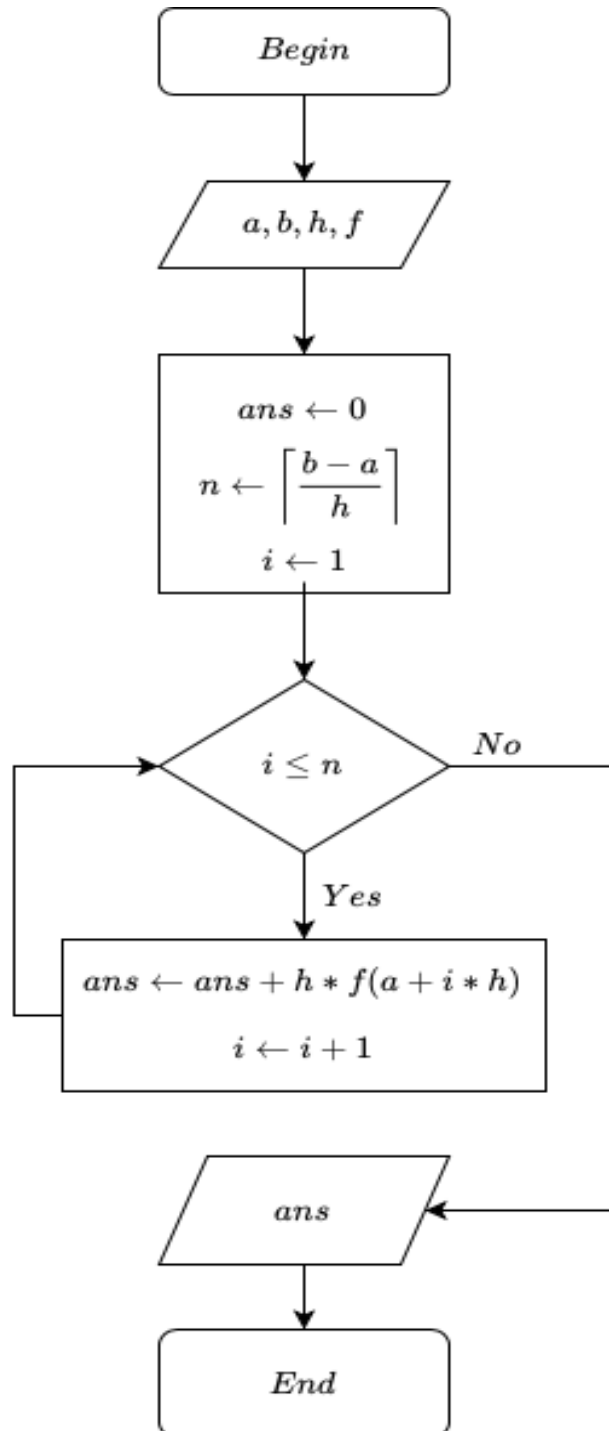 Begin
a, b, h, f
ans ← 0
n ← ⌈(b − a)/h⌉
i ← 1
i ≤ n
No
Yes
ans ← ans + h * f(a + i * h)
i ← i + 1
ans
End